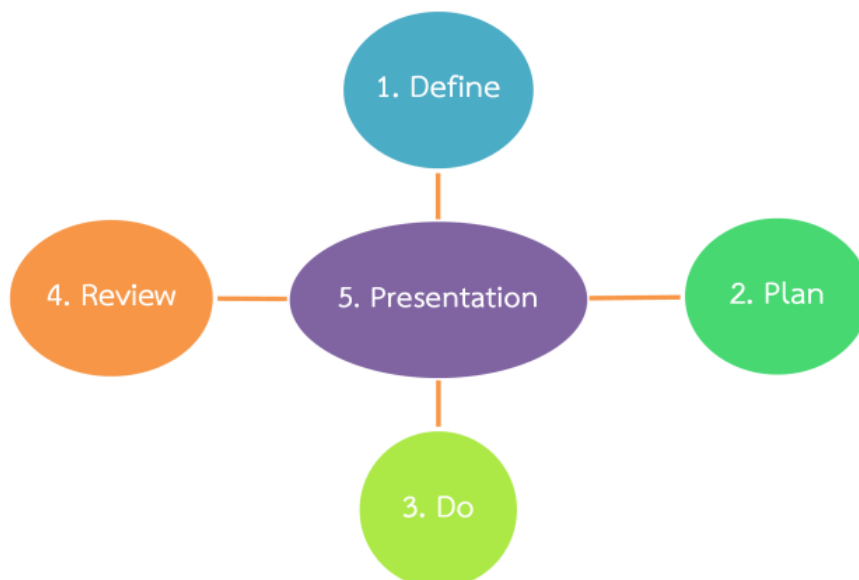 1. Define
2. Plan
3. Do
4. Review
5. Presentation